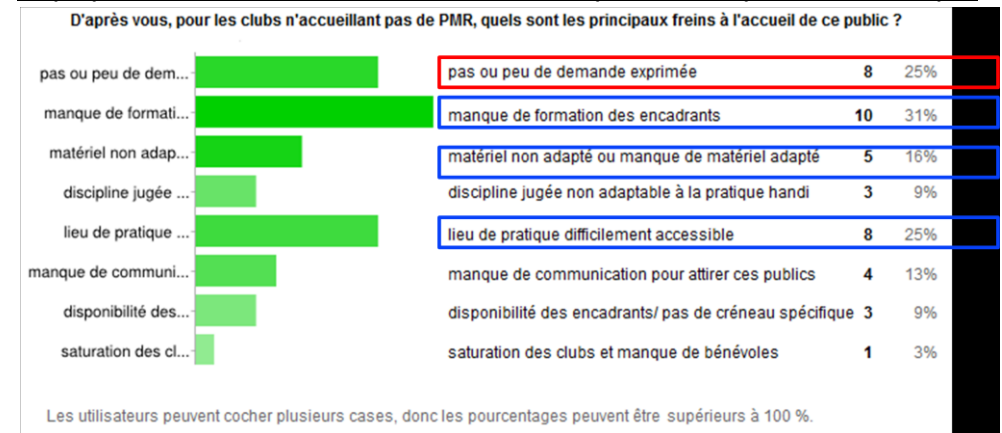 D'après vous, pour les clubs n'accueillant pas de PMR, quels sont les principaux freins à l'accueil de ce public ?
pas ou peu de dem... pas ou peu de demande exprimée 8 25%
manque de formati... manque de formation des encadrants 10 31%
matériel non adap... matériel non adapté ou manque de matériel adapté 5 16%
discipline jugée ... discipline jugée non adaptable à la pratique handi 3 9%
lieu de pratique ... lieu de pratique difficilement accessible 8 25%
manque de communi... manque de communication pour attirer ces publics 4 13%
disponibilité des... disponibilité des encadrants/ pas de créneau spécifique 3 9%
saturation des cl... saturation des clubs et manque de bénévoles 1 3%
Les utilisateurs peuvent cocher plusieurs cases, donc les pourcentages peuvent être supérieurs à 100 %.